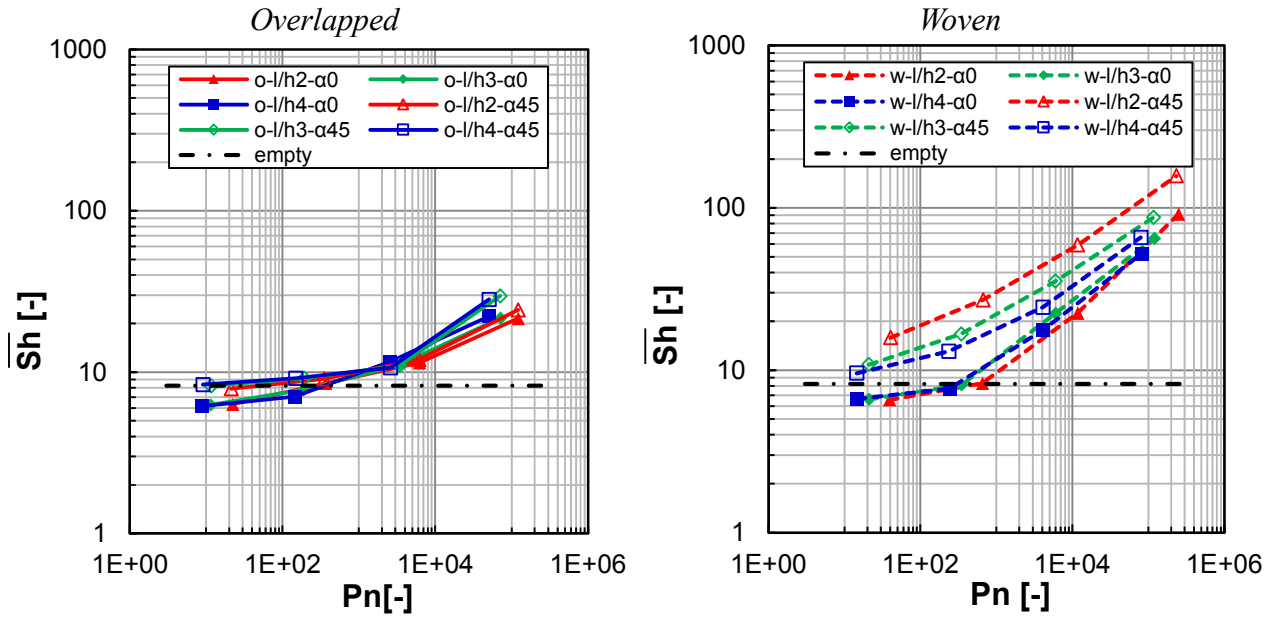 Overlapped
1000
100
10
1
Sh [-]
o-l/h2-α0 o-l/h3-α0
o-l/h4-α0 o-l/h2-α45
o-l/h3-α45 o-l/h4-α45
empty
1E+00 1E+02 1E+04 1E+06
Pn[-]
Woven
1000
100
10
1
Sh [-]
w-l/h2-α0 w-l/h3-α0
w-l/h4-α0 w-l/h2-α45
w-l/h3-α45 w-l/h4-α45
empty
1E+00 1E+02 1E+04 1E+06
Pn [-]